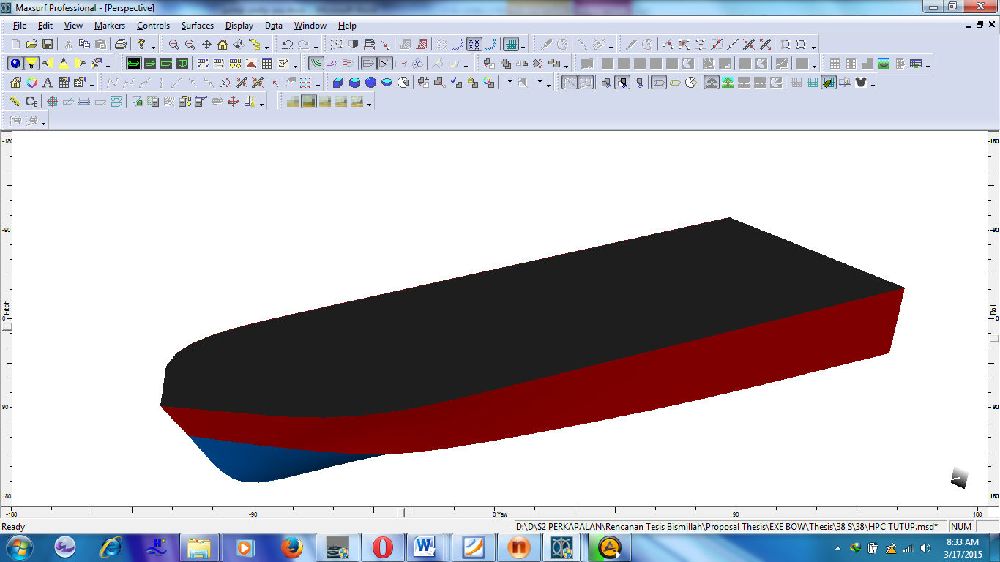 Maxsurf Professional - [Perspective]
File Edit View Markers Controls Surfaces Display Data Window Help
A
CB
-180 -180
-90 -90
Pitch Roll
0 0
90 90
180 180
-180 -90 0 Yaw 90 180
Ready D:\D\S2 PERKAPALAN\Rencanan Tesis Bismillah\Proposal Thesis\EXE BOW\Thesis\38 S\38\HPC TUTUP.msd* NUM
8:33 AM
3/17/2015